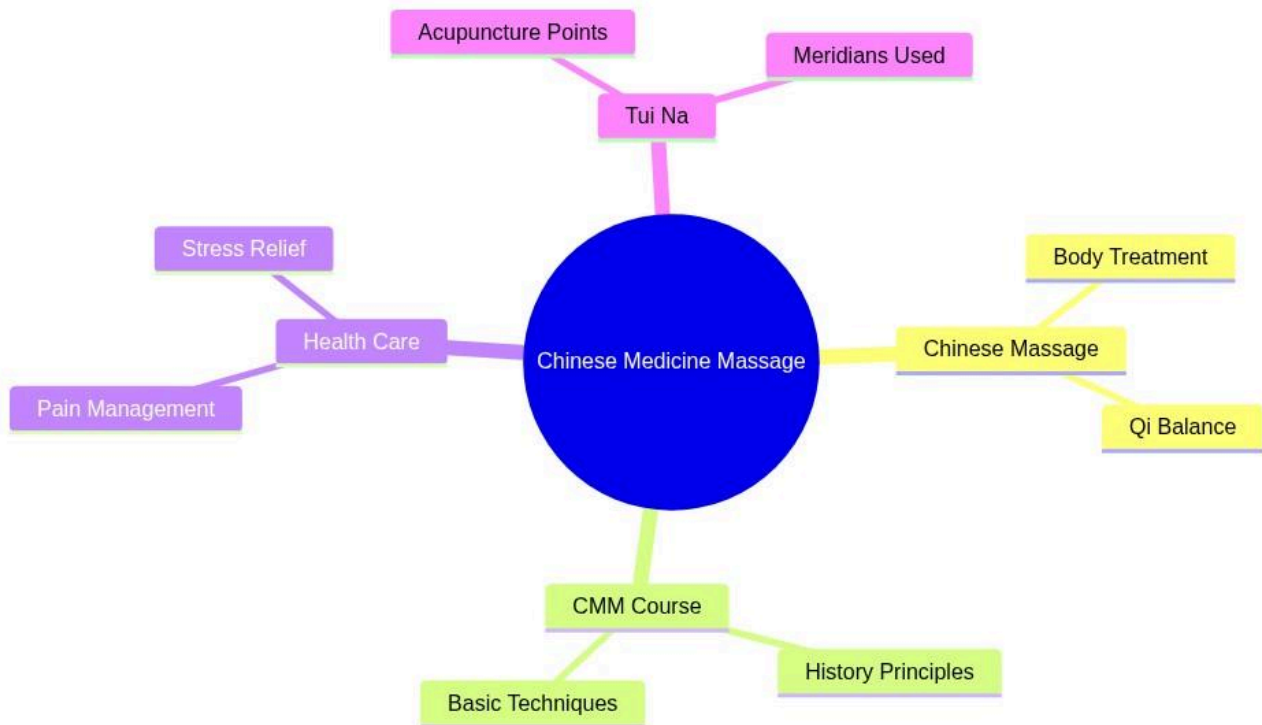 Acupuncture Points
Meridians Used
Tui Na
Stress Relief
Body Treatment
Health Care
Chinese Medicine Massage
Chinese Massage
Pain Management
Qi Balance
CMM Course
History Principles
Basic Techniques